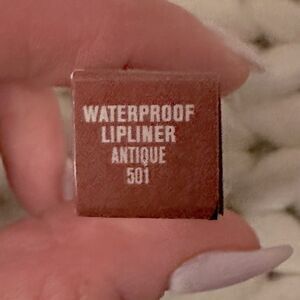 WATERPROOF
LIPLINER
ANTIQUE
501